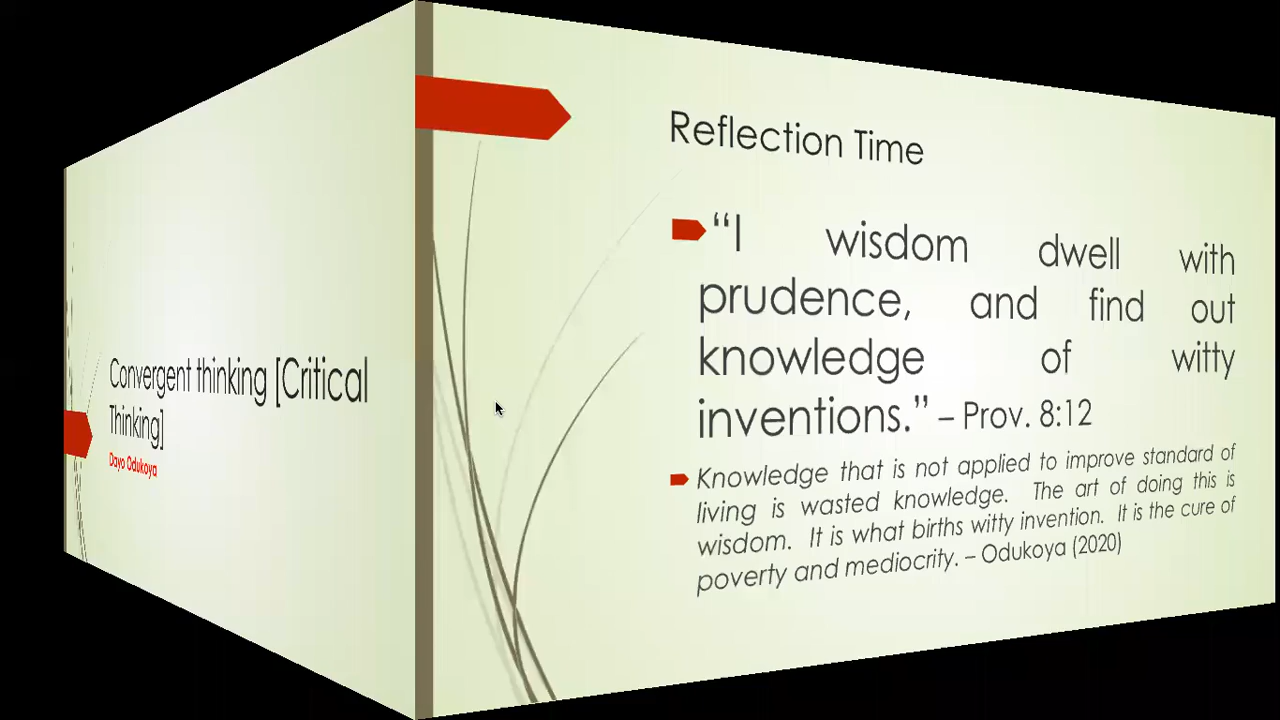 Convergent thinking [Critical
Thinking]
Dayo Odukoya
Reflection Time
“I wisdom dwell with
prudence, and find out
knowledge of witty
inventions.” – Prov. 8:12
Knowledge that is not applied to improve standard of
living is wasted knowledge. The art of doing this is
wisdom. It is what births witty invention. It is the cure of
poverty and mediocrity. – Odukoya (2020)